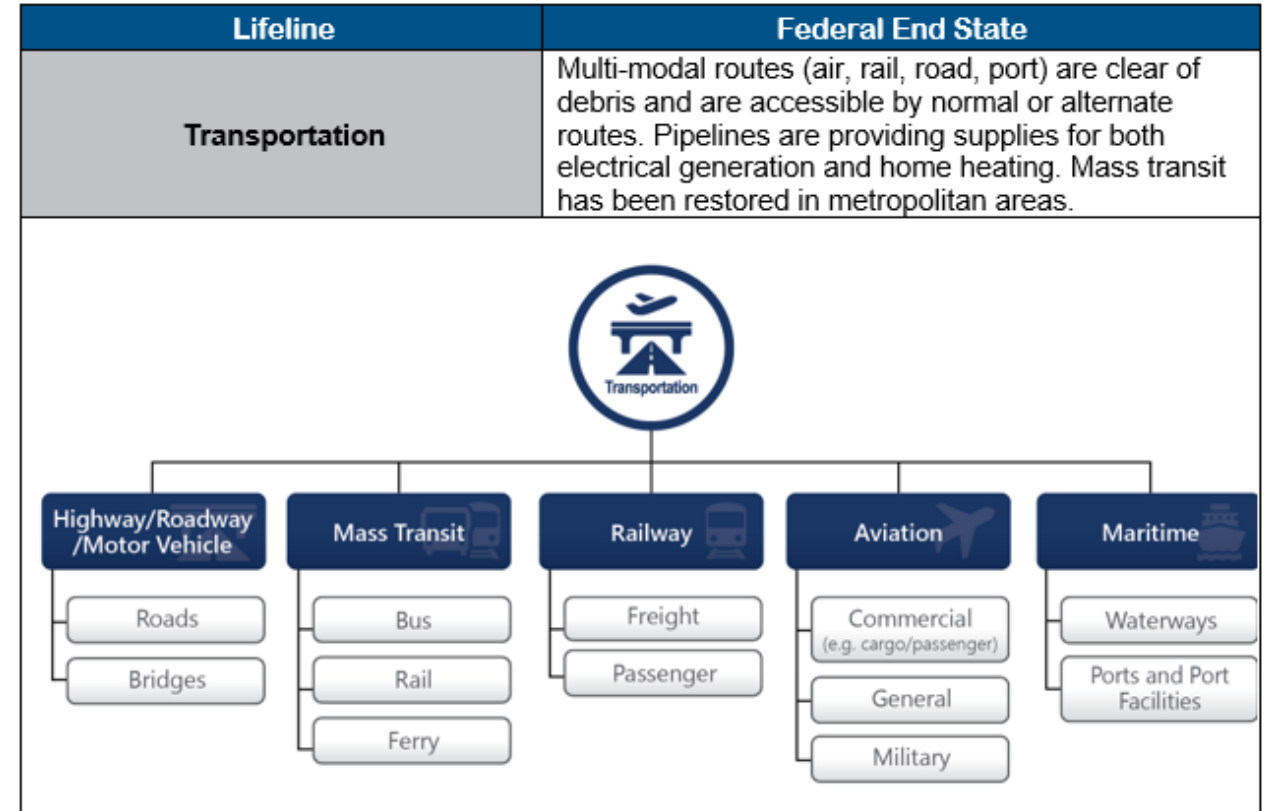 Lifeline
Federal End State
Transportation
Multi-modal routes (air, rail, road, port) are clear of
debris and are accessible by normal or alternate
routes. Pipelines are providing supplies for both
electrical generation and home heating. Mass transit
has been restored in metropolitan areas.
Transportation
Highway/Roadway
/Motor Vehicle
Roads
Bridges
Mass Transit
Bus
Rail
Ferry
Railway
Freight
Passenger
Aviation
Commercial
(e.g. cargo/passenger)
General
Military
Maritime
Waterways
Ports and Port
Facilities